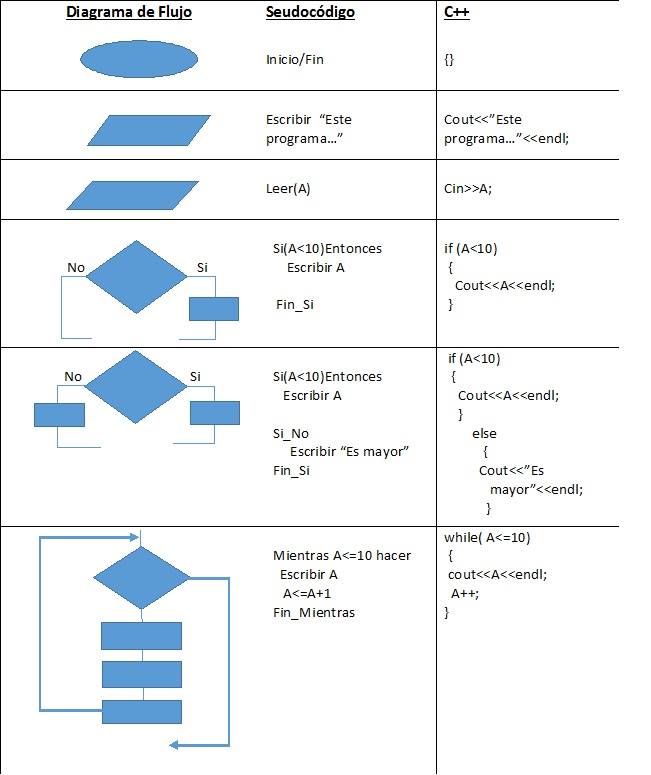 Diagrama de Flujo
Seudocódigo
C++
Inicio/Fin
{}
Escribir “Este
programa…”
Cout<<”Este
programa…”<<endl;
Leer(A)
Cin>>A;
No
Si
Si(A<10)Entonces
Escribir A
Fin_Si
if (A<10)
{
Cout<<A<<endl;
}
No
Si
Si(A<10)Entonces
Escribir A
Si_No
Escribir “Es mayor”
Fin_Si
if (A<10)
{
Cout<<A<<endl;
}
else
{
Cout<<”Es
mayor”<<endl;
}
Mientras A<=10 hacer
Escribir A
A<=A+1
Fin_Mientras
while( A<=10)
{
cout<<A<<endl;
A++;
}